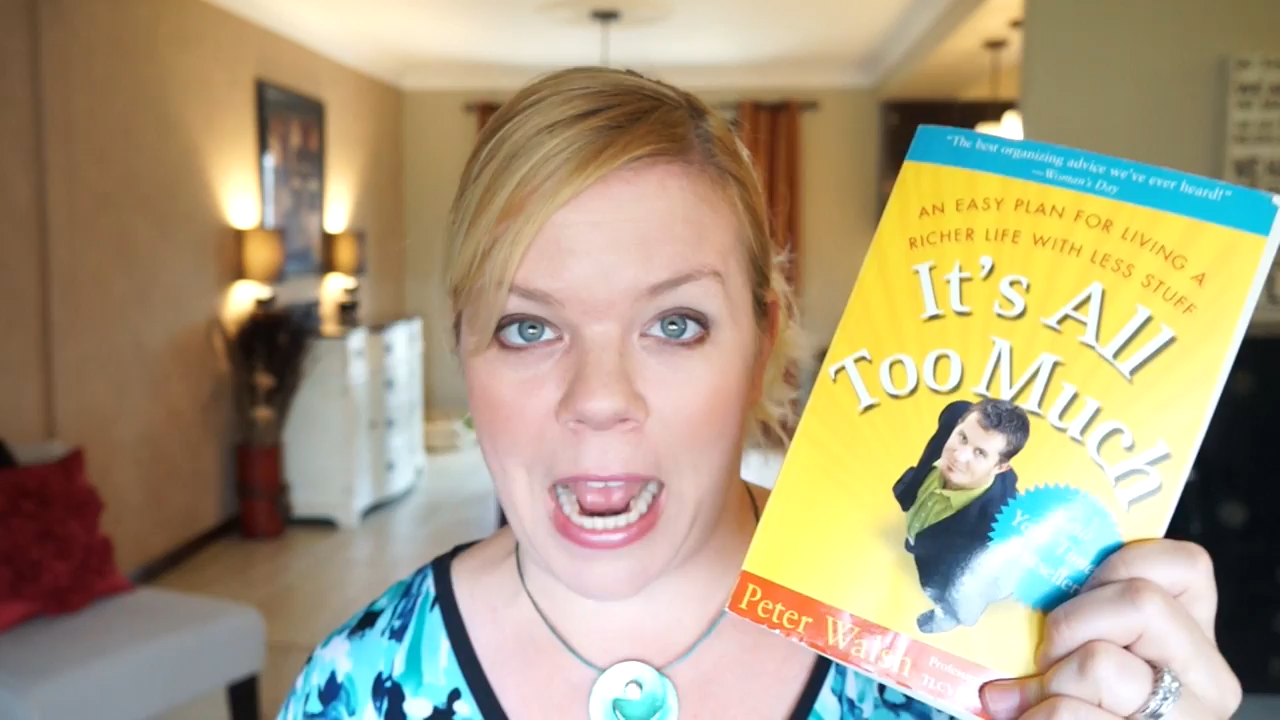 "The best organizing advice we've ever heard!"
—Woman's Day
AN EASY PLAN FOR LIVING A
RICHER LIFE WITH LESS STUFF
It's All
Too Much
Peter Walsh